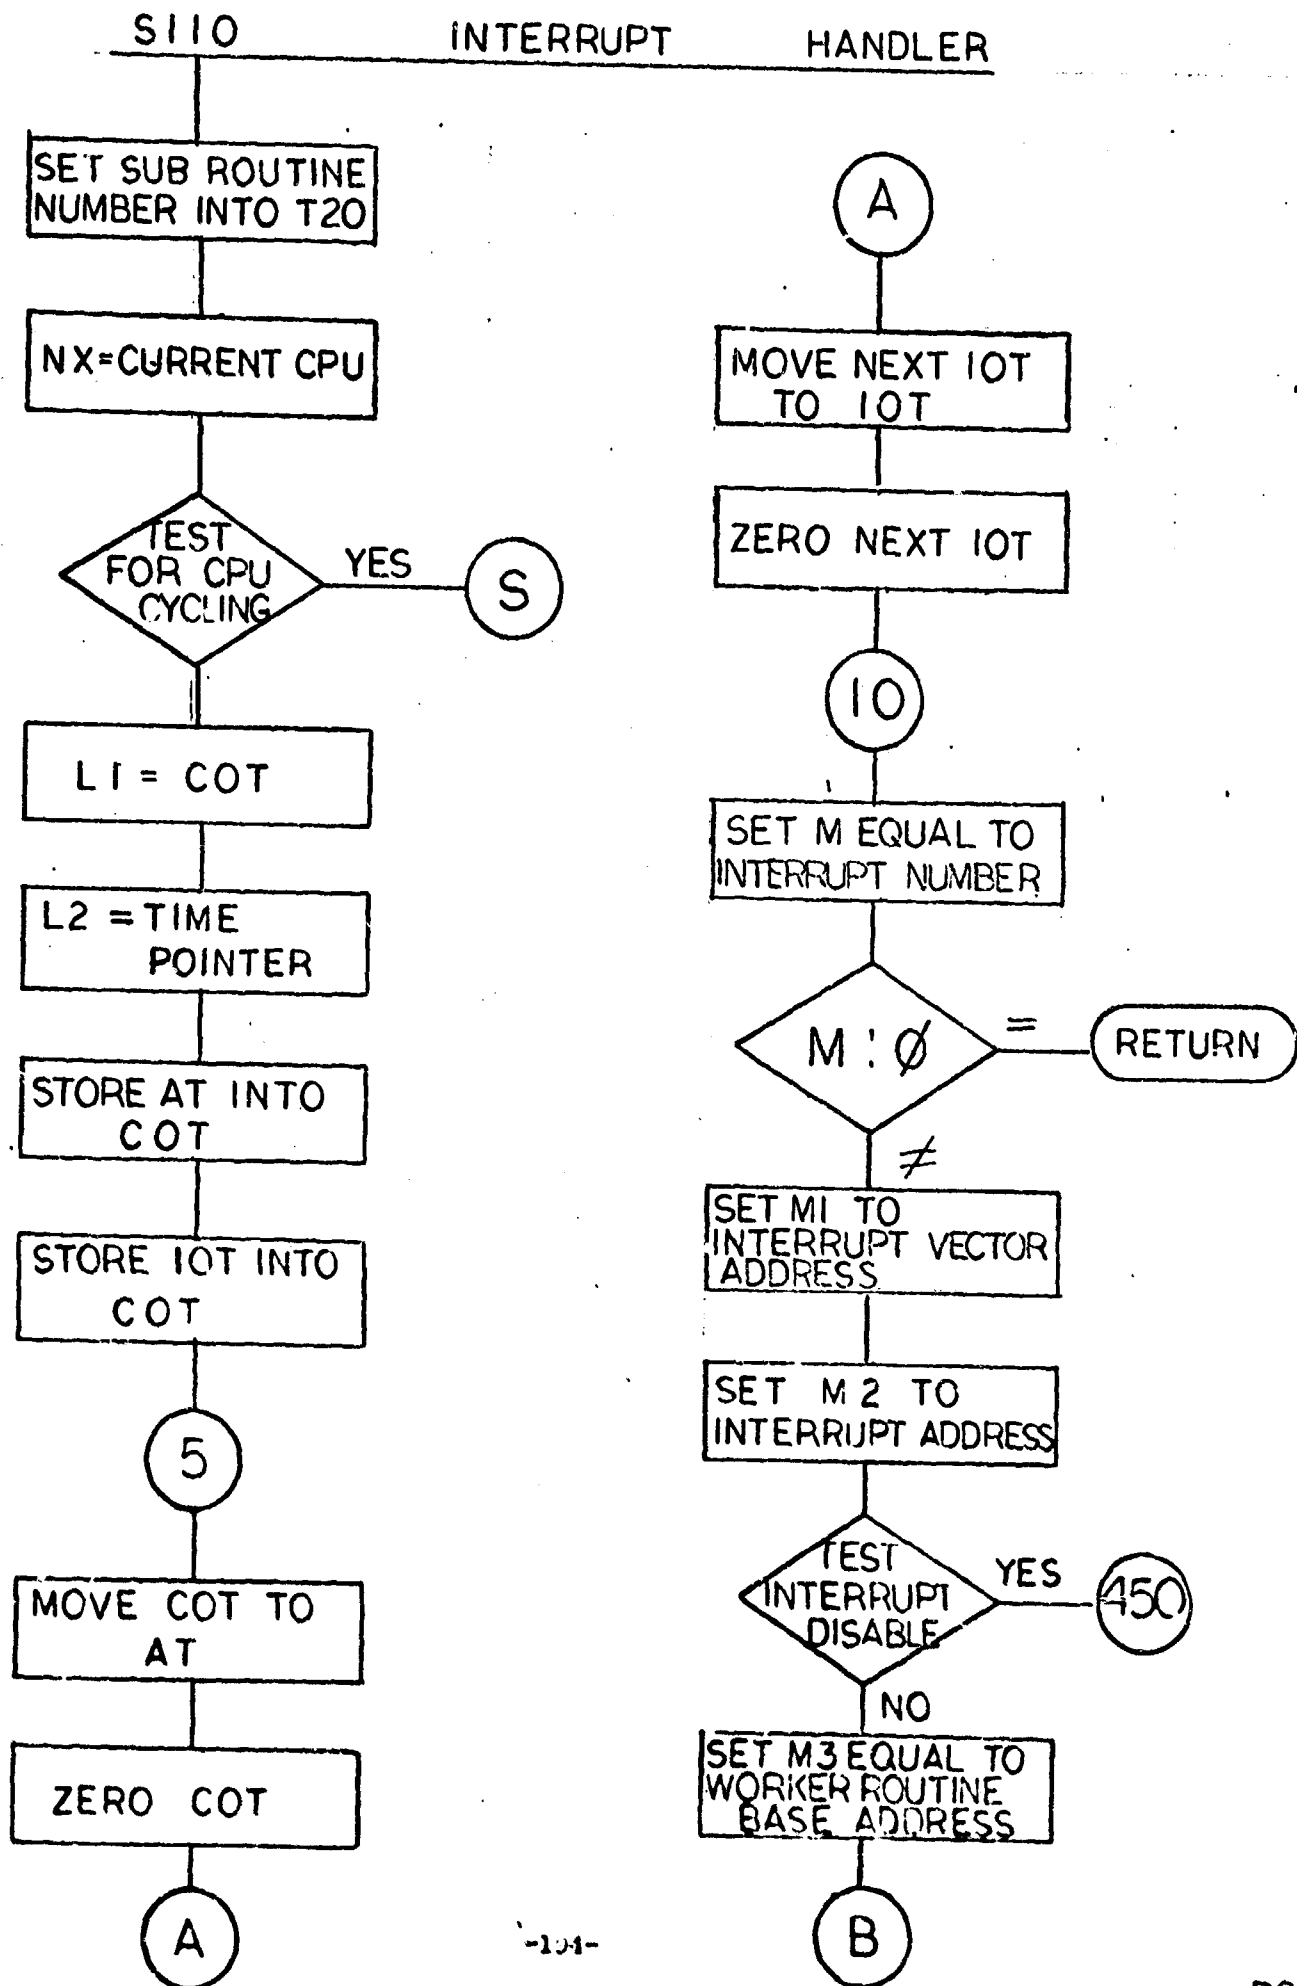 S110 INTERRUPT HANDLER
SET SUB ROUTINE
NUMBER INTO T20
NX=CURRENT CPU
TEST
FOR CPU
CYCLING
YES
S
L1 = COT
L2 = TIME
POINTER
STORE AT INTO
COT
STORE IOT INTO
COT
5
MOVE COT TO
AT
ZERO COT
A
A
MOVE NEXT IOT
TO IOT
ZERO NEXT IOT
10
SET M EQUAL TO
INTERRUPT NUMBER
M : Ø
=
RETURN
≠
SET M1 TO
INTERRUPT VECTOR
ADDRESS
SET M2 TO
INTERRUPT ADDRESS
TEST
INTERRUPT
DISABLE
YES
450
NO
SET M3 EQUAL TO
WORKER ROUTINE
BASE ADDRESS
B